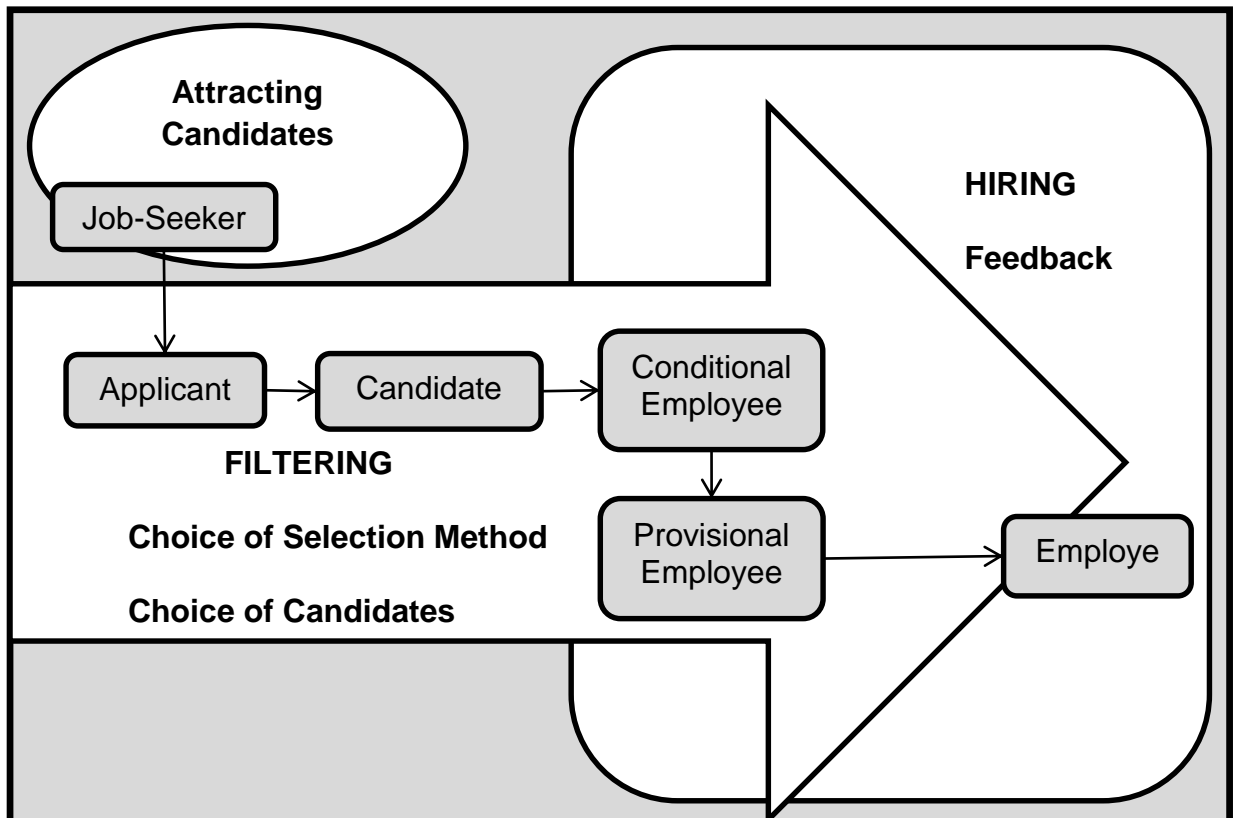 Attracting
Candidates
Job-Seeker
HIRING
Feedback
Applicant
Candidate
Conditional
Employee
FILTERING
Choice of Selection Method
Choice of Candidates
Provisional
Employee
Employe